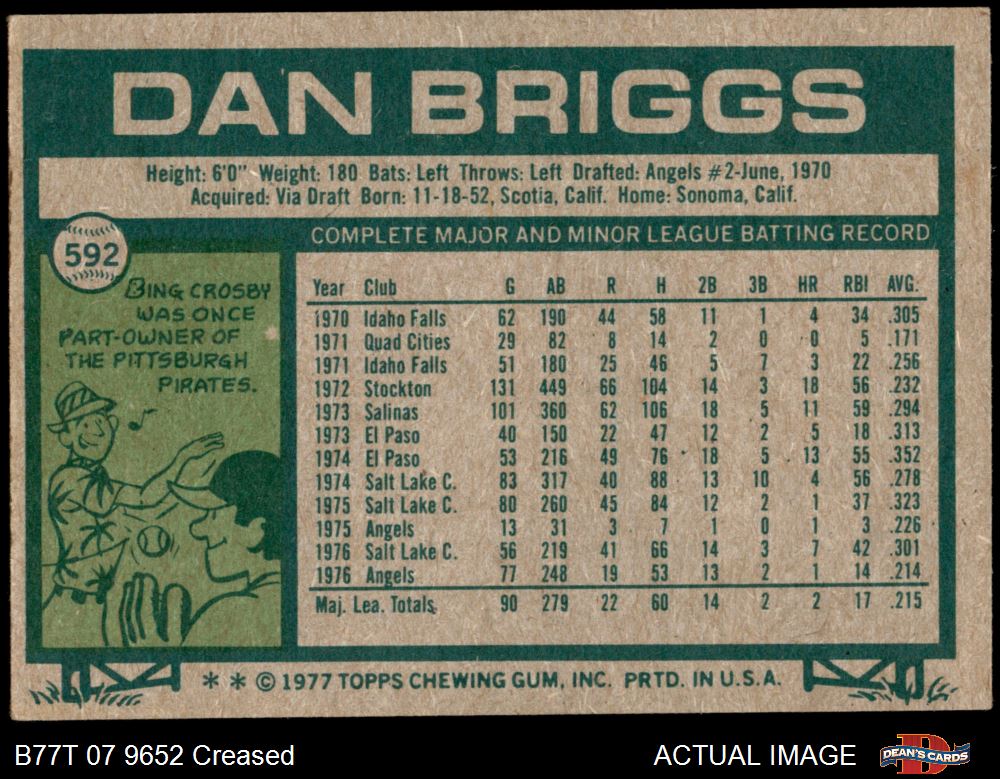 DAN BRIGGS
Height: 6'0" Weight: 180 Bats: Left Throws: Left Drafted: Angels #2-June, 1970
Acquired: Via Draft Born: 11-18-52, Scotia, Calif. Home: Sonoma, Calif.
592
BING CROSBY
WAS ONCE
PART-OWNER OF
THE PITTSBURGH
PIRATES.
COMPLETE MAJOR AND MINOR LEAGUE BATTING RECORD
Year Club G AB R H 2B 3B HR RBI AVG.
1970 Idaho Falls 62 190 44 58 11 1 4 34 .305
1971 Quad Cities 29 82 8 14 2 0 0 5 .171
1971 Idaho Falls 51 180 25 46 5 7 3 22 .256
1972 Stockton 131 449 66 104 14 3 18 56 .232
1973 Salinas 101 360 62 106 18 5 11 59 .294
1973 El Paso 40 150 22 47 12 2 5 18 .313
1974 El Paso 53 216 49 76 18 5 13 55 .352
1974 Salt Lake C. 83 317 40 88 13 10 4 56 .278
1975 Salt Lake C. 80 260 45 84 12 2 1 37 .323
1975 Angels 13 31 3 7 1 0 1 3 .226
1976 Salt Lake C. 56 219 41 66 14 3 7 42 .301
1976 Angels 77 248 19 53 13 2 1 14 .214
Maj. Lea. Totals 90 279 22 60 14 2 2 17 .215
* * © 1977 TOPPS CHEWING GUM, INC. PRTD. IN U.S.A.
B77T 07 9652 Creased
ACTUAL IMAGE
D
DEAN'S CARDS